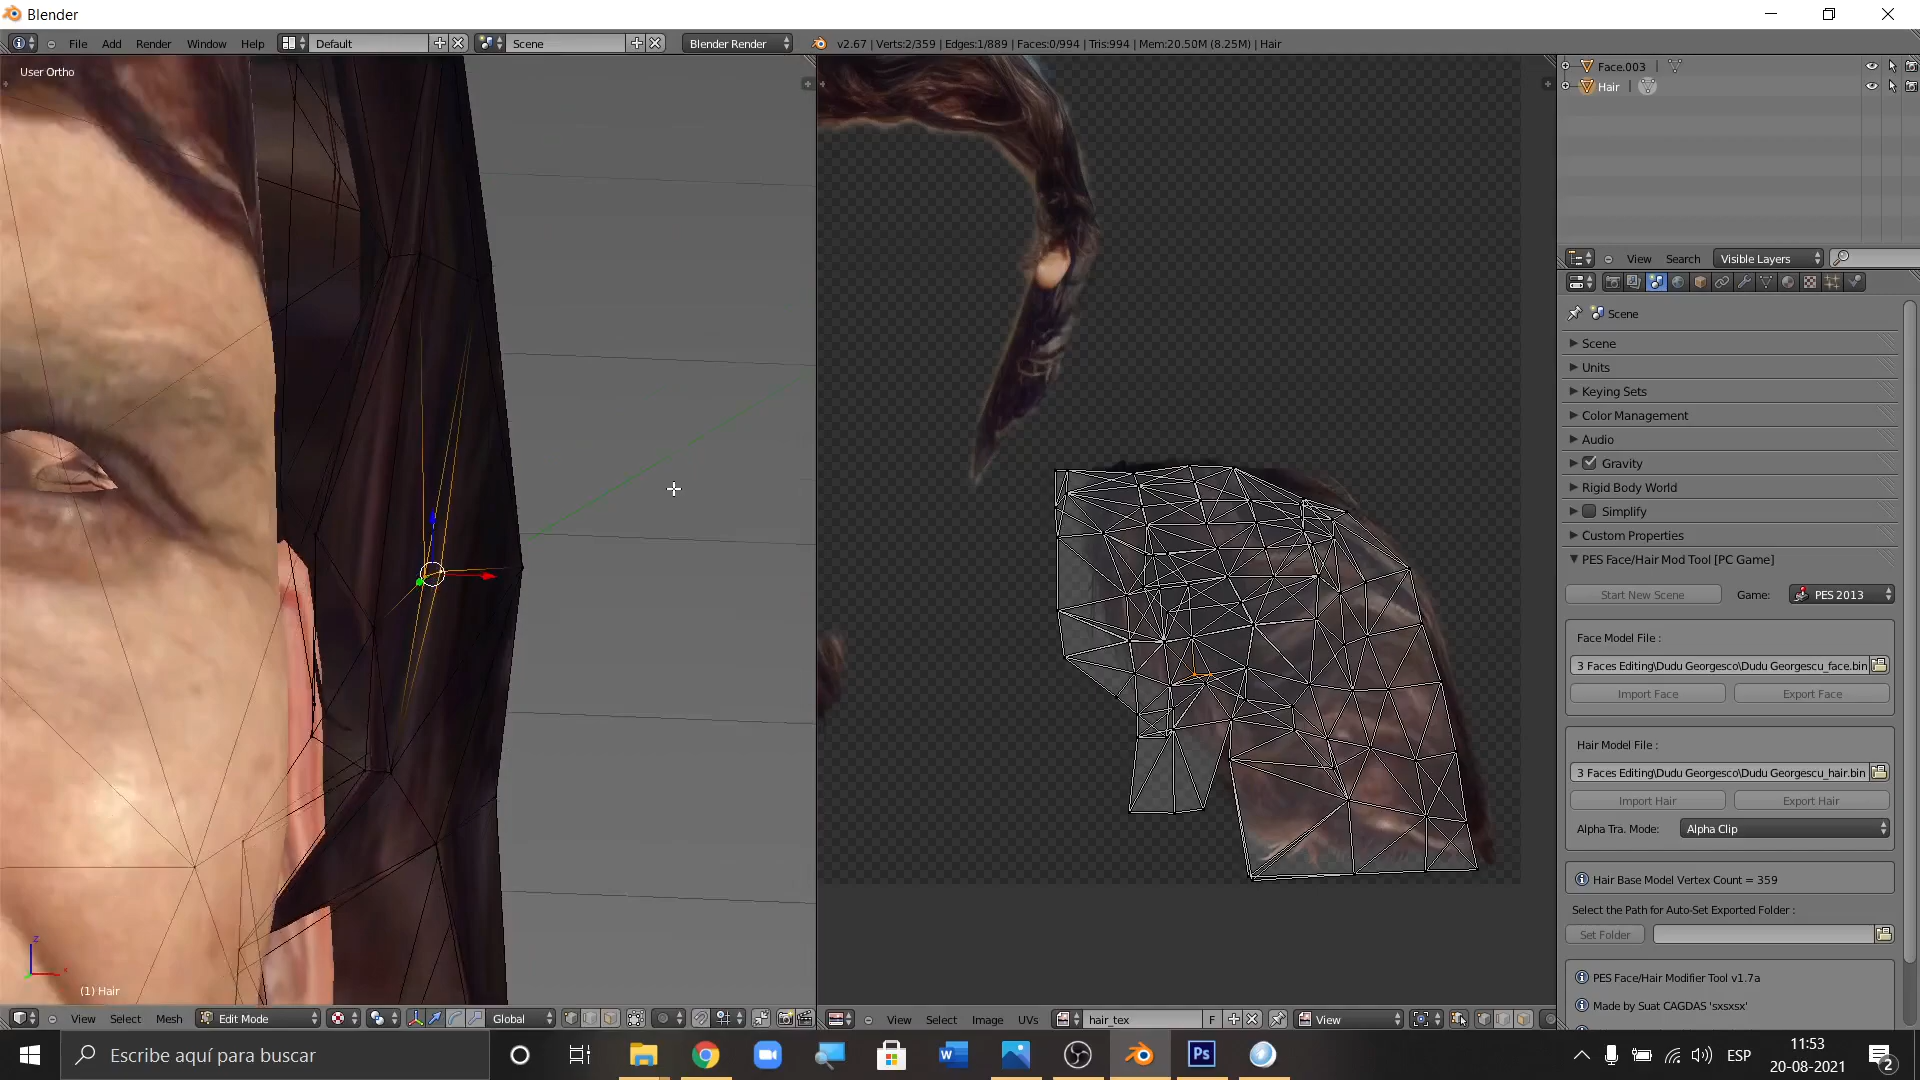 Blender
File Add Render Window Help Default Scene Blender Render v2.67 | Verts:2/359 | Edges:1/889 | Faces:0/994 | Tris:994 | Mem:20.50M (8.25M) | Hair
User Ortho
Face.003
Hair
View Search Visible Layers
Scene
Scene
Units
Keying Sets
Color Management
Audio
Gravity
Rigid Body World
Simplify
Custom Properties
PES Face/Hair Mod Tool [PC Game]
Start New Scene Game: PES 2013
Face Model File :
3 Faces Editing\Dudu Georgesco\Dudu Georgescu_face.bin
Import Face Export Face
Hair Model File :
3 Faces Editing\Dudu Georgesco\Dudu Georgescu_hair.bin
Import Hair Export Hair
Alpha Tra. Mode: Alpha Clip
Hair Base Model Vertex Count = 359
Select the Path for Auto-Set Exported Folder :
Set Folder
PES Face/Hair Modifier Tool v1.7a
Made by Suat CAGDAS 'sxsxsx'
z
x
(1) Hair
View Select Mesh Edit Mode Global
View Select Image UVs hair_tex F View
Escribe aquí para buscar
W
Ps
ESP
11:53
20-08-2021
2